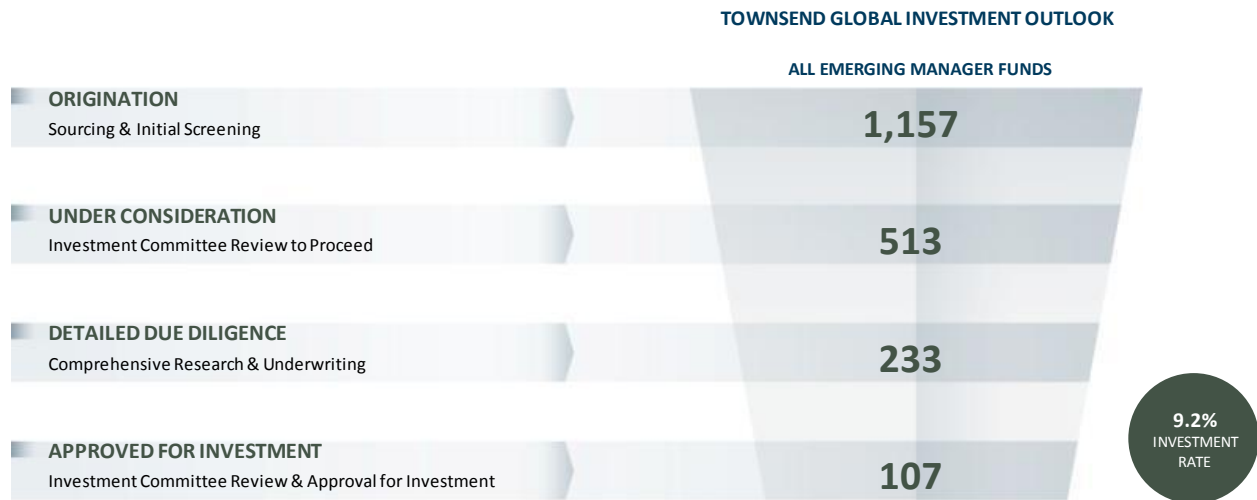 TOWNSEND GLOBAL INVESTMENT OUTLOOK
ALL EMERGING MANAGER FUNDS
ORIGINATION
Sourcing & Initial Screening
1,157
UNDER CONSIDERATION
Investment Committee Review to Proceed
513
DETAILED DUE DILIGENCE
Comprehensive Research & Underwriting
233
APPROVED FOR INVESTMENT
Investment Committee Review & Approval for Investment
107
9.2%
INVESTMENT
RATE